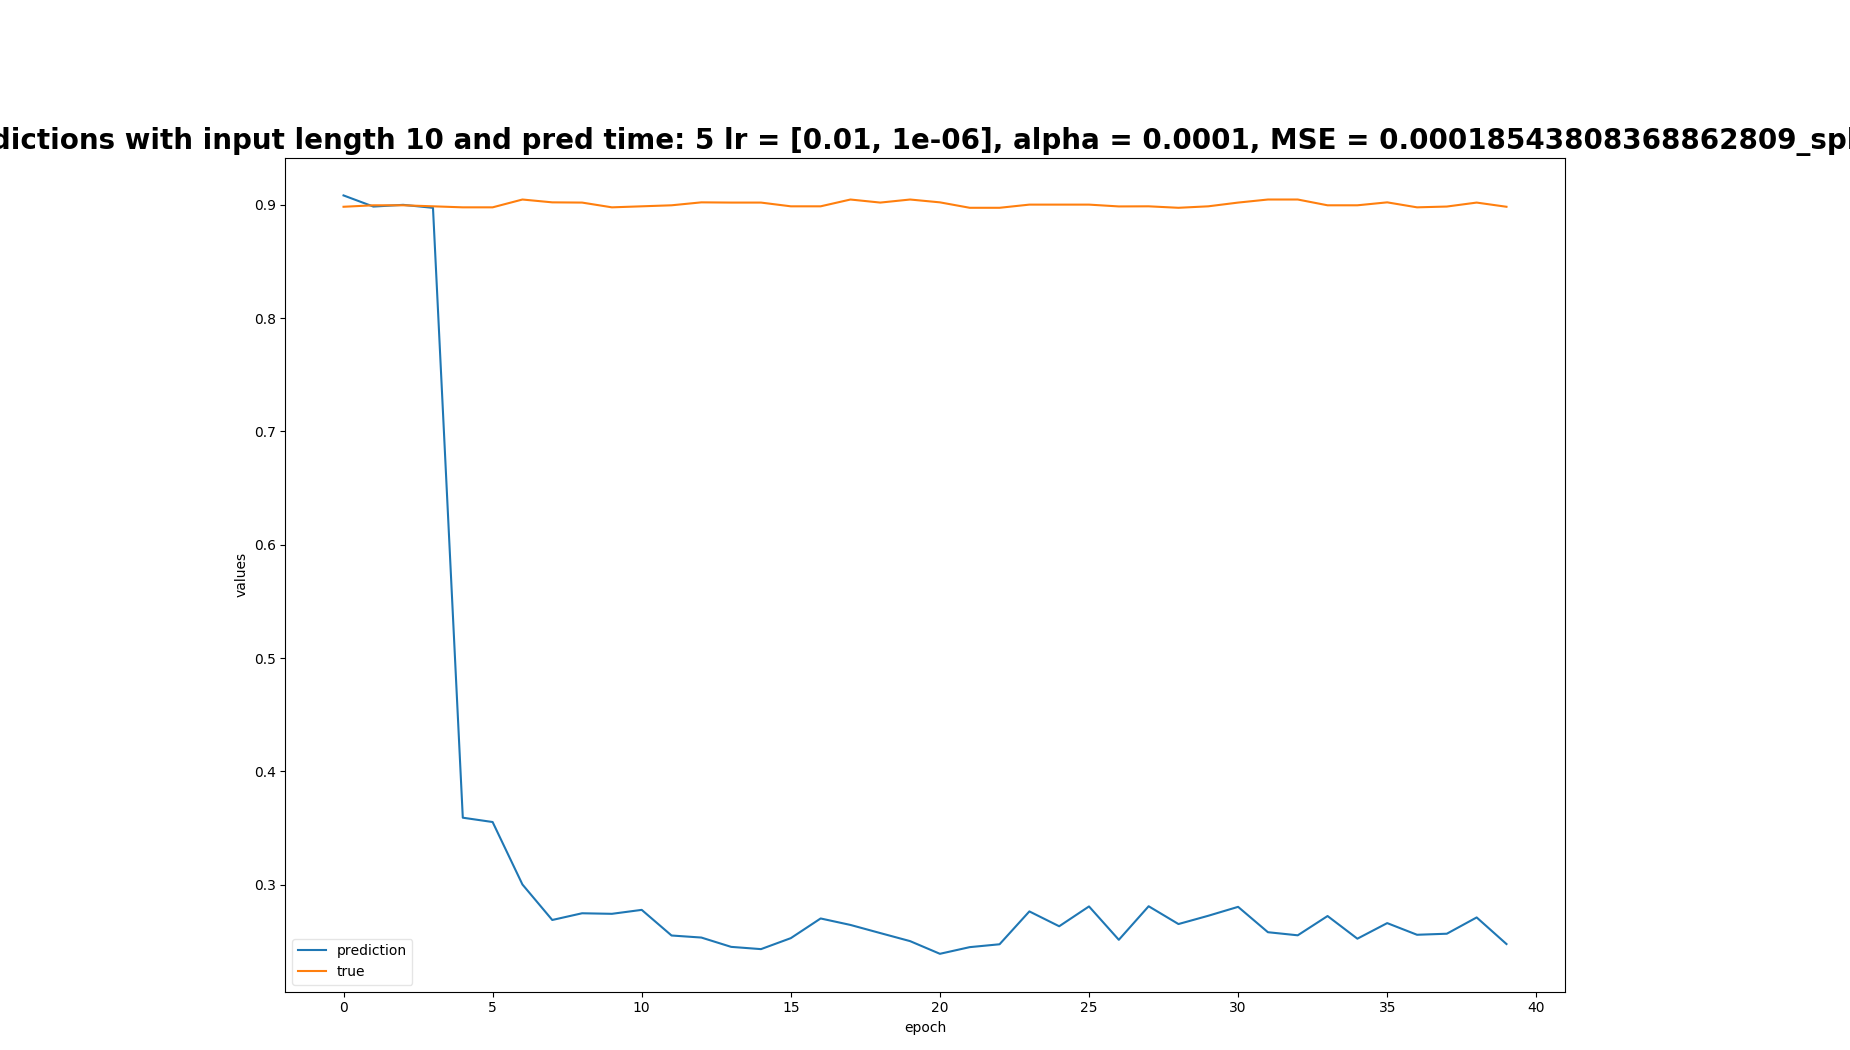 dictions with input length 10 and pred time: 5 lr = [0.01, 1e-06], alpha = 0.0001, MSE = 0.00018543808368862809_spl
0.9
0.8
0.7
0.6
0.5
0.4
0.3
values
prediction
true
0 5 10 15 20 25 30 35 40
epoch